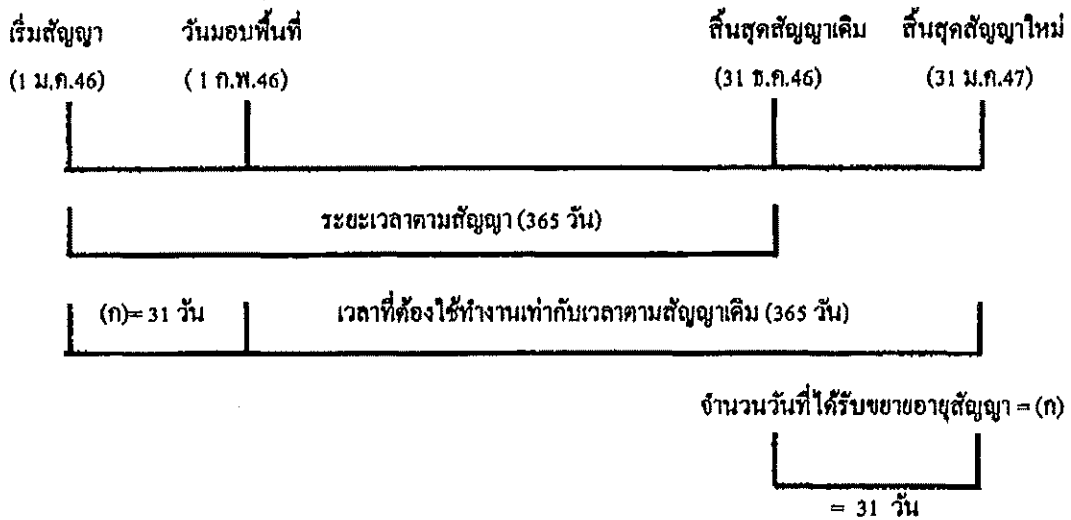 เริ่มสัญญา วันมอบพื้นที่ สิ้นสุดสัญญาเดิม สิ้นสุดสัญญาใหม่
(1 ม.ค.46) ( 1 ก.พ.46) (31 ธ.ค.46) (31 ม.ค.47)
ระยะเวลาตามสัญญา (365 วัน)
(ก)= 31 วัน เวลาที่ต้องใช้ทำงานเท่ากับเวลาตามสัญญาเดิม (365 วัน)
จำนวนวันที่ได้รับขยายอายุสัญญา = (ก)
= 31 วัน